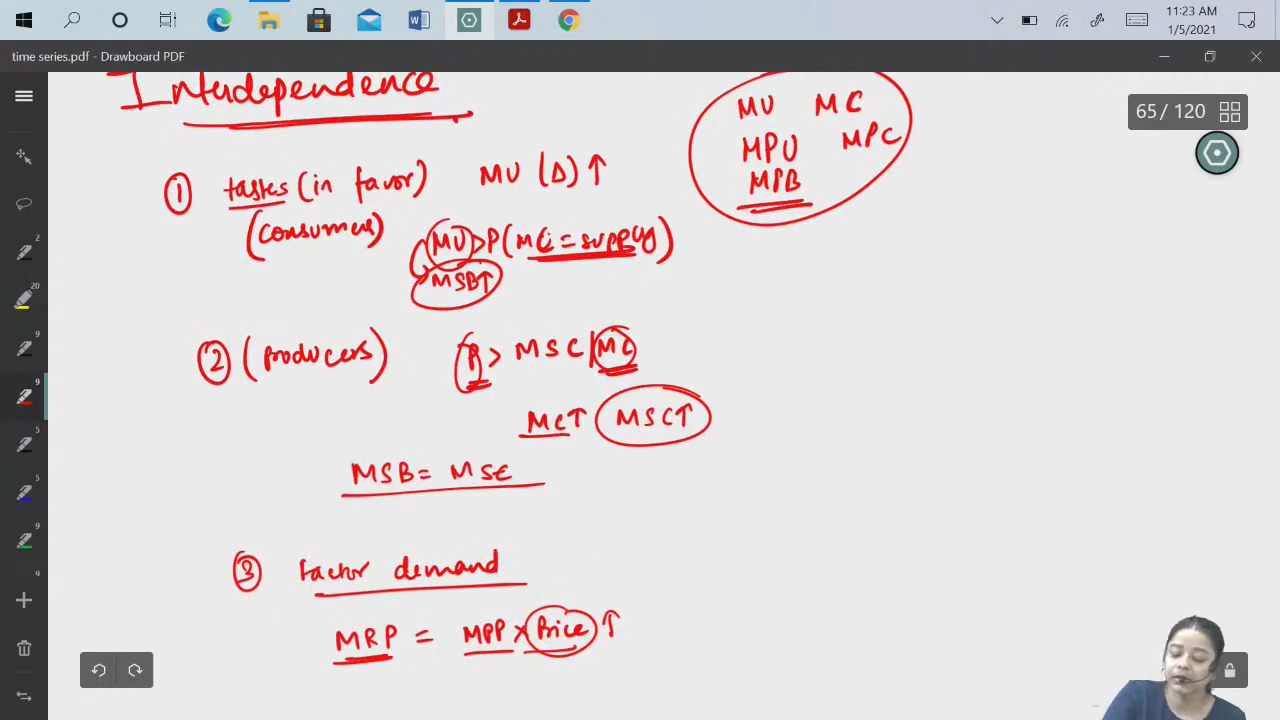 11:23 AM
1/5/2021
time series.pdf - Drawboard PDF
65 / 120
Intudependence
MU MC
MPU MPC
MPB
① tastes (in favor) MU (D) ↑
(consumers)
MU > P (MC = supply)
MSB↑
② (producers) P > MSC | MC
MC↑ MSC↑
MSB = MSC
③ factor demand
MRP = MPP × Price ↑